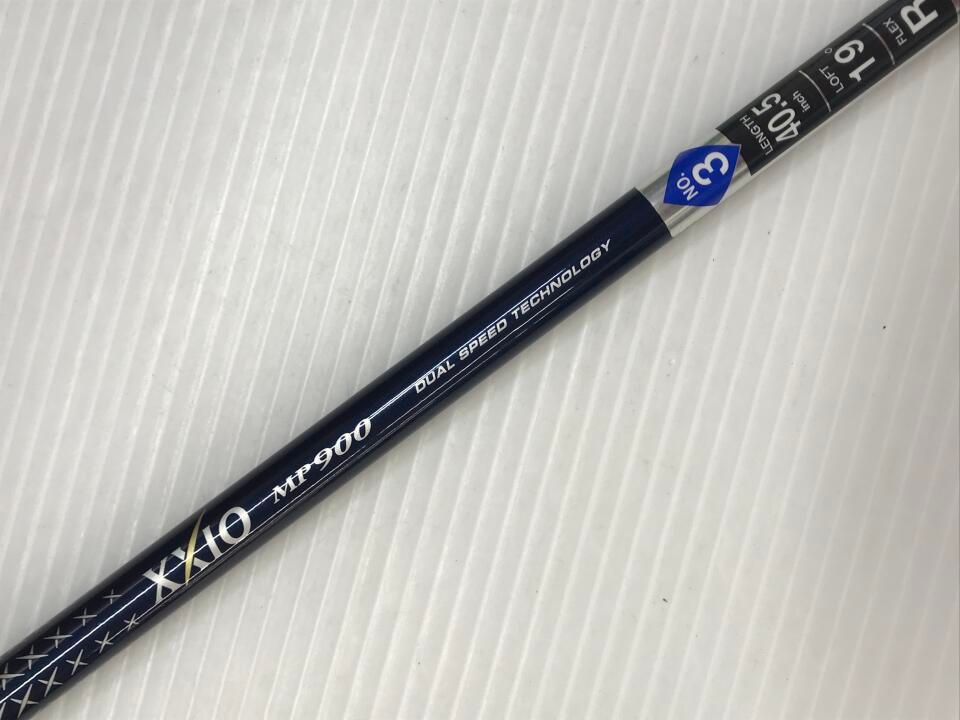 XXIO MP900 DUAL SPEED TECHNOLOGY
NO. 3
LENGTH 40.5 inch
LOFT 19°
FLEX R